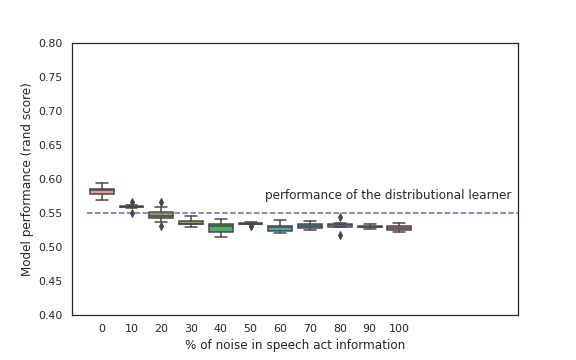 0.80
0.75
0.70
0.65
0.60
0.55
0.50
0.45
0.40
Model performance (rand score)
performance of the distributional learner
0 10 20 30 40 50 60 70 80 90 100
% of noise in speech act information